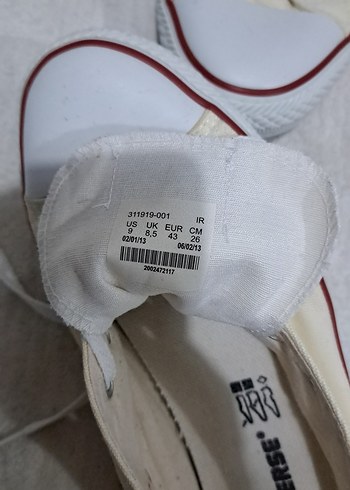 311919-001 IR
US UK EUR CM
9 8,5 43 26
02/01/13 06/02/13
2002472117
ERSE®